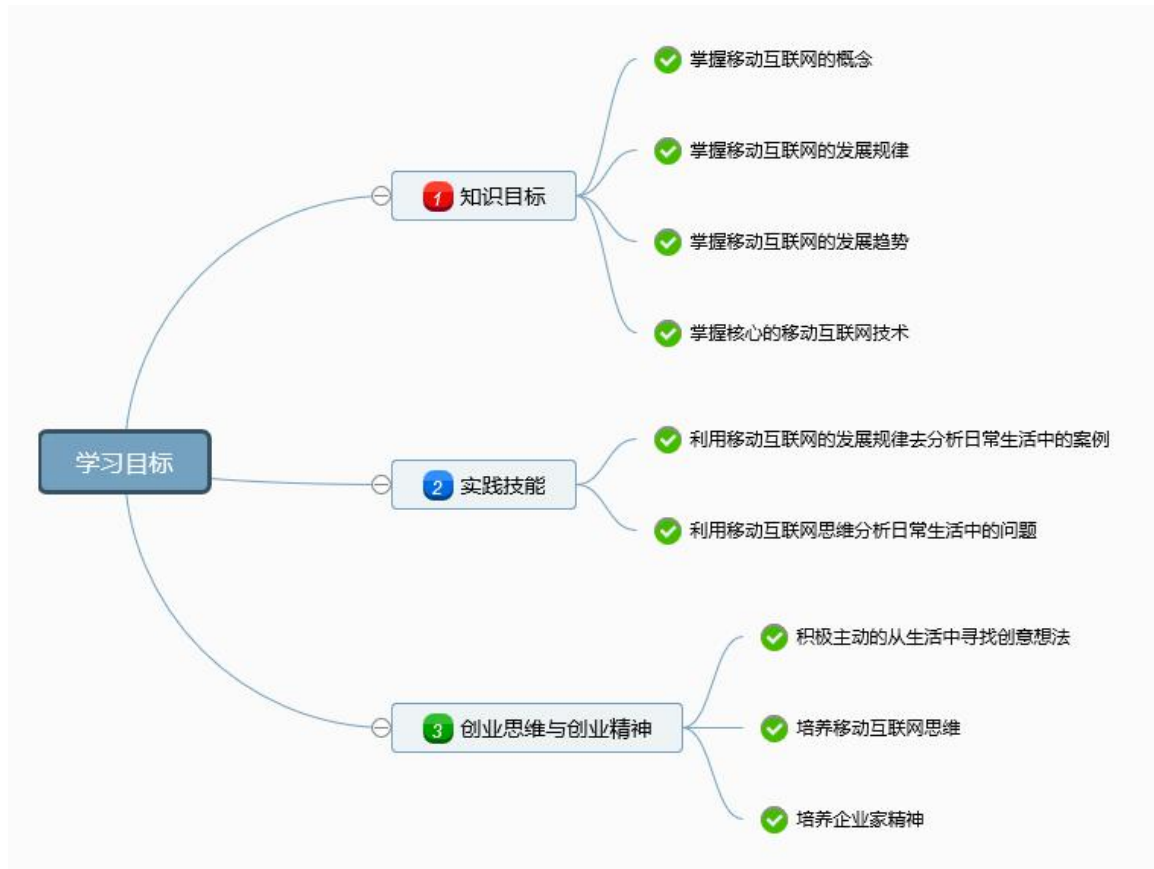 学习目标
1 知识目标
掌握移动互联网的概念
掌握移动互联网的发展规律
掌握移动互联网的发展趋势
掌握核心的移动互联网技术
2 实践技能
利用移动互联网的发展规律去分析日常生活中的案例
利用移动互联网思维分析日常生活中的问题
3 创业思维与创业精神
积极主动的从生活中寻找创意想法
培养移动互联网思维
培养企业家精神